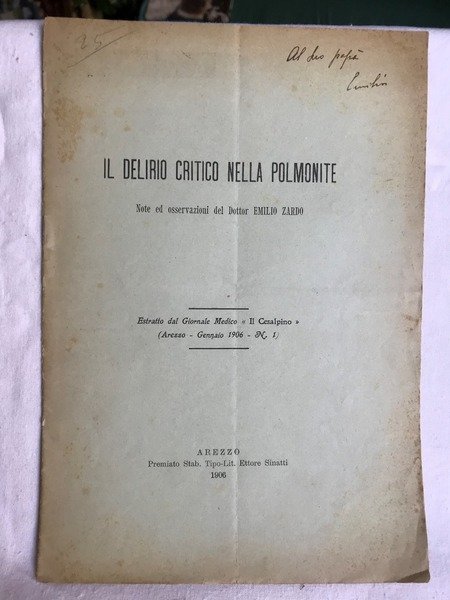 25
Al suo papà
Emilio
IL DELIRIO CRITICO NELLA POLMONITE
Note ed osservazioni del Dottor EMILIO ZARDO
Estratto dal Giornale Medico « Il Cesalpino »
(Arezzo - Gennaio 1906 - N. 1)
AREZZO
Premiato Stab. Tipo-Lit. Ettore Sinatti
1906